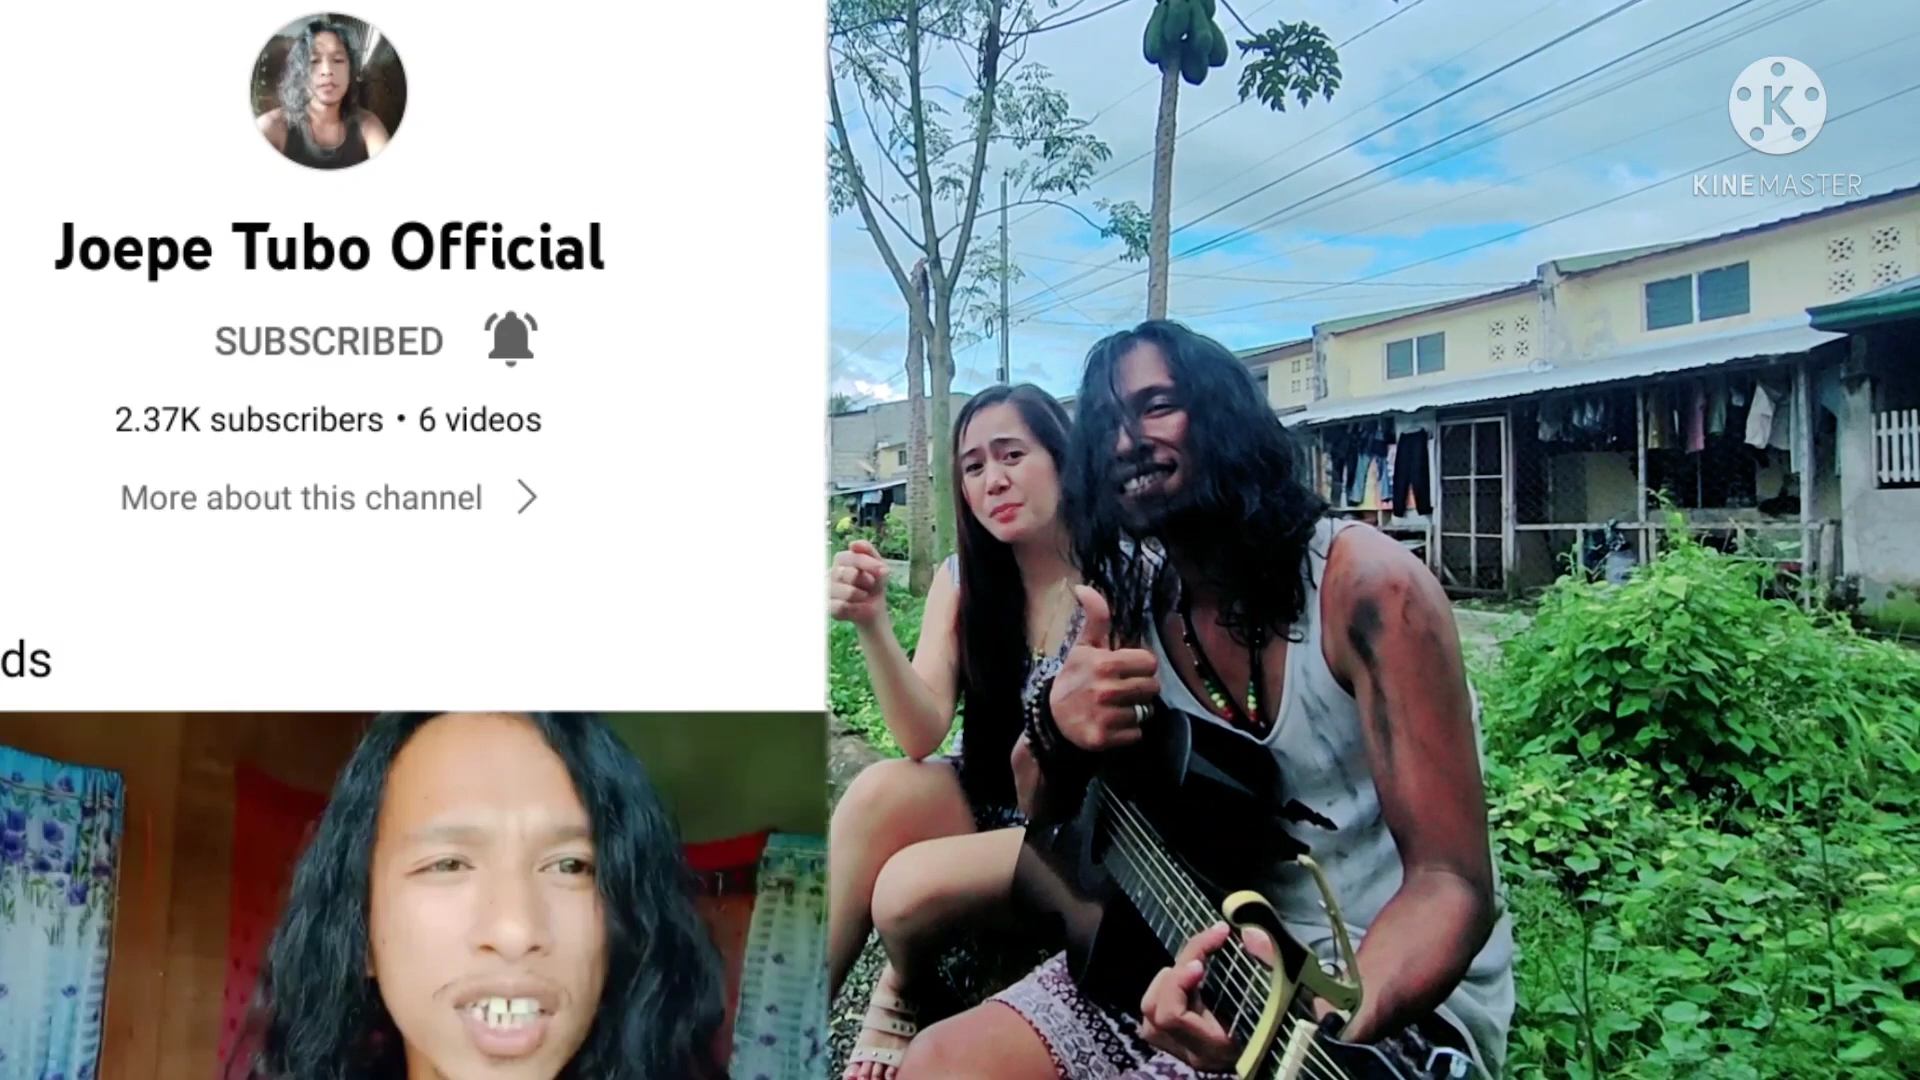 Joepe Tubo Official
SUBSCRIBED
2.37K subscribers • 6 videos
More about this channel
ds
K
KINEMASTER